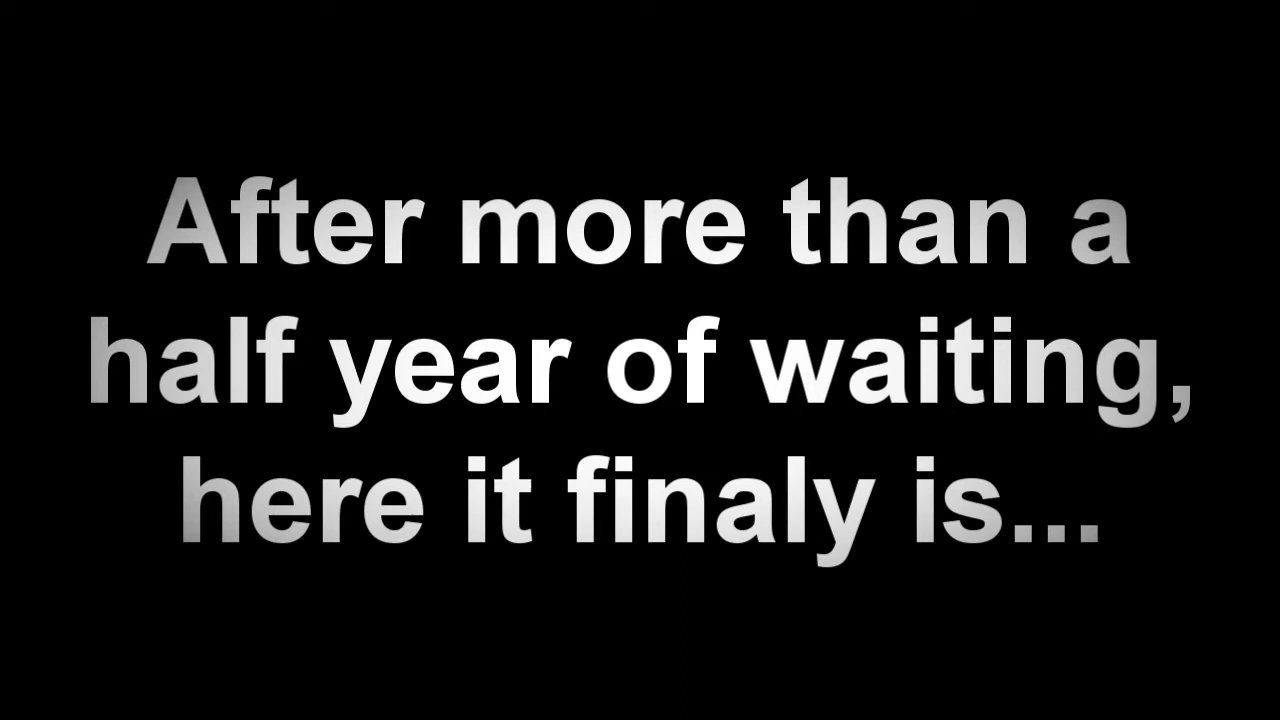 After more than a
half year of waiting,
here it finaly is...